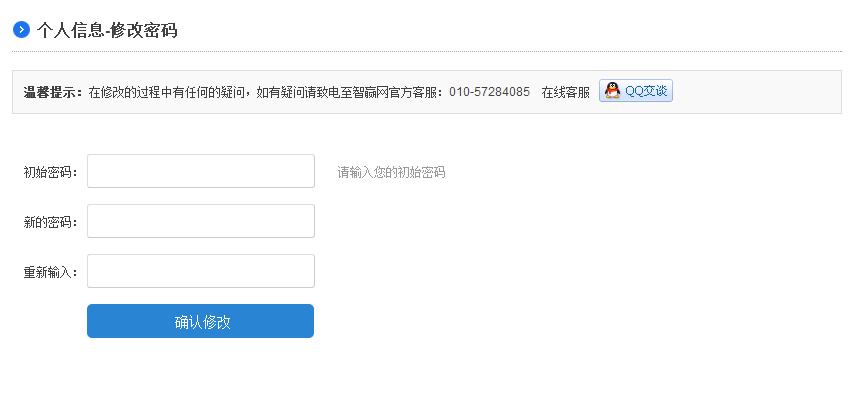 个人信息-修改密码
温馨提示：在修改的过程中有任何的疑问，如有疑问请致电至智赢网官方客服：010-57284085 在线客服 QQ交谈
初始密码： 请输入您的初始密码
新的密码：
重新输入：
确认修改